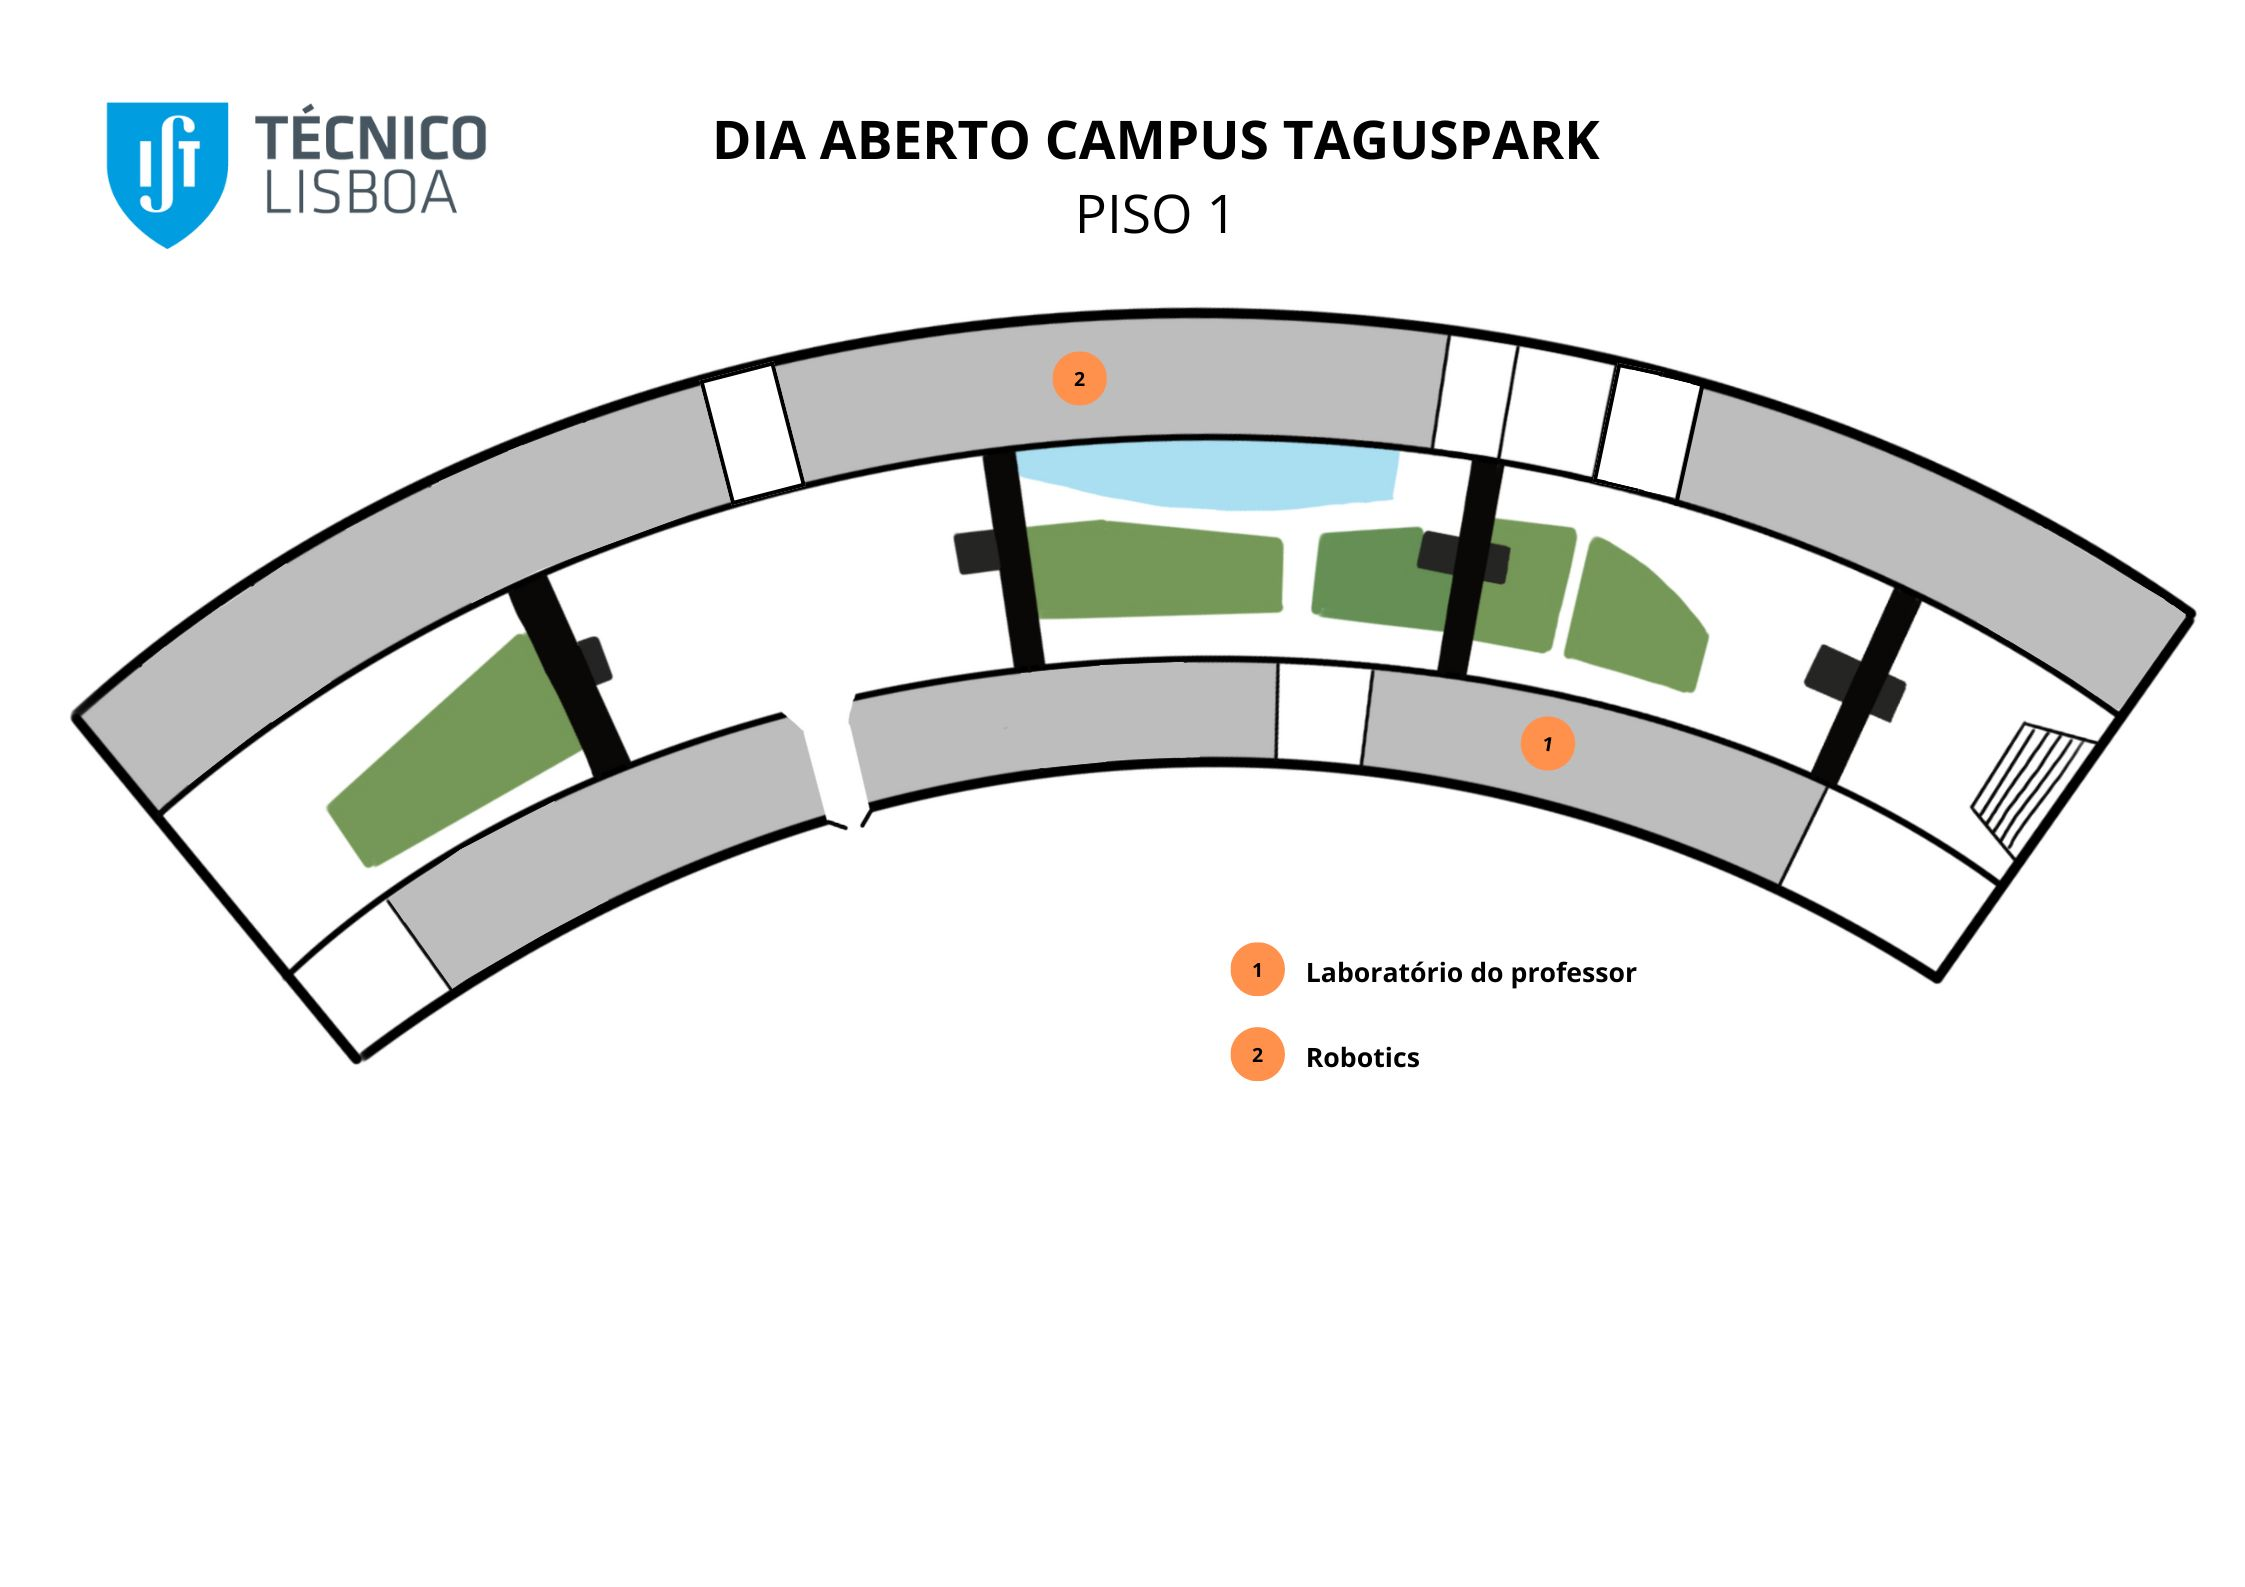 TÉCNICO
LISBOA
DIA ABERTO CAMPUS TAGUSPARK
PISO 1
2
1
1 Laboratório do professor
2 Robotics